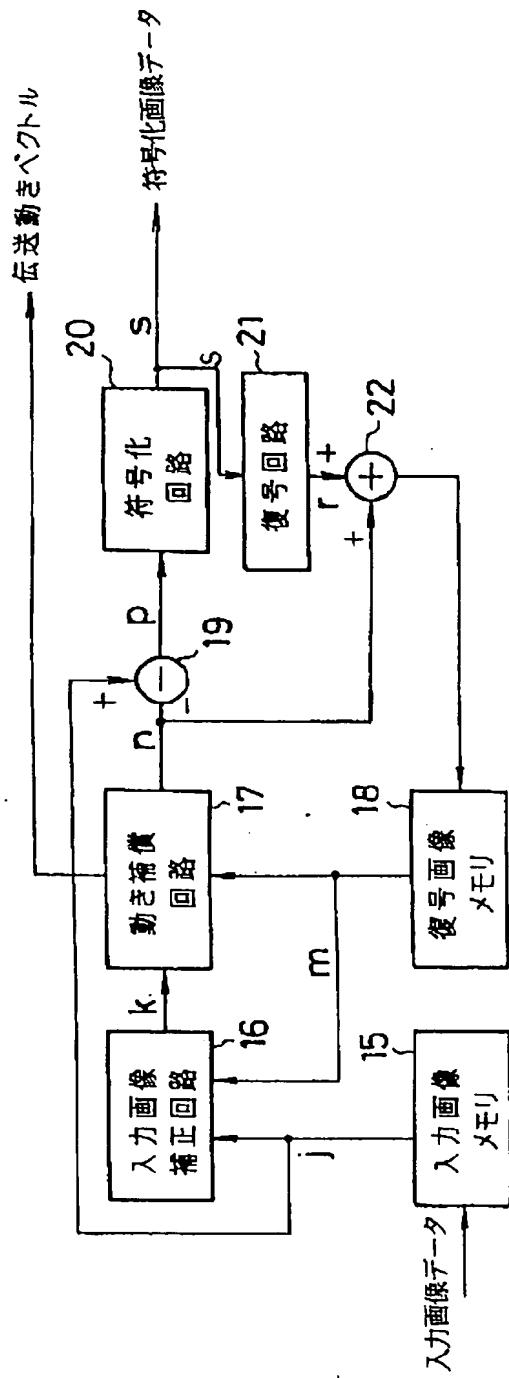 伝送動きベクトル
符号化画像データ
s
20
符号化
回路
s
21
復号回路
r
+
22
+
+
p
19
+
−
−
n
17
動き補償
回路
18
復号画像
メモリ
k
m
16
入力画像
補正回路
j
15
入力画像
メモリ
入力画像データ